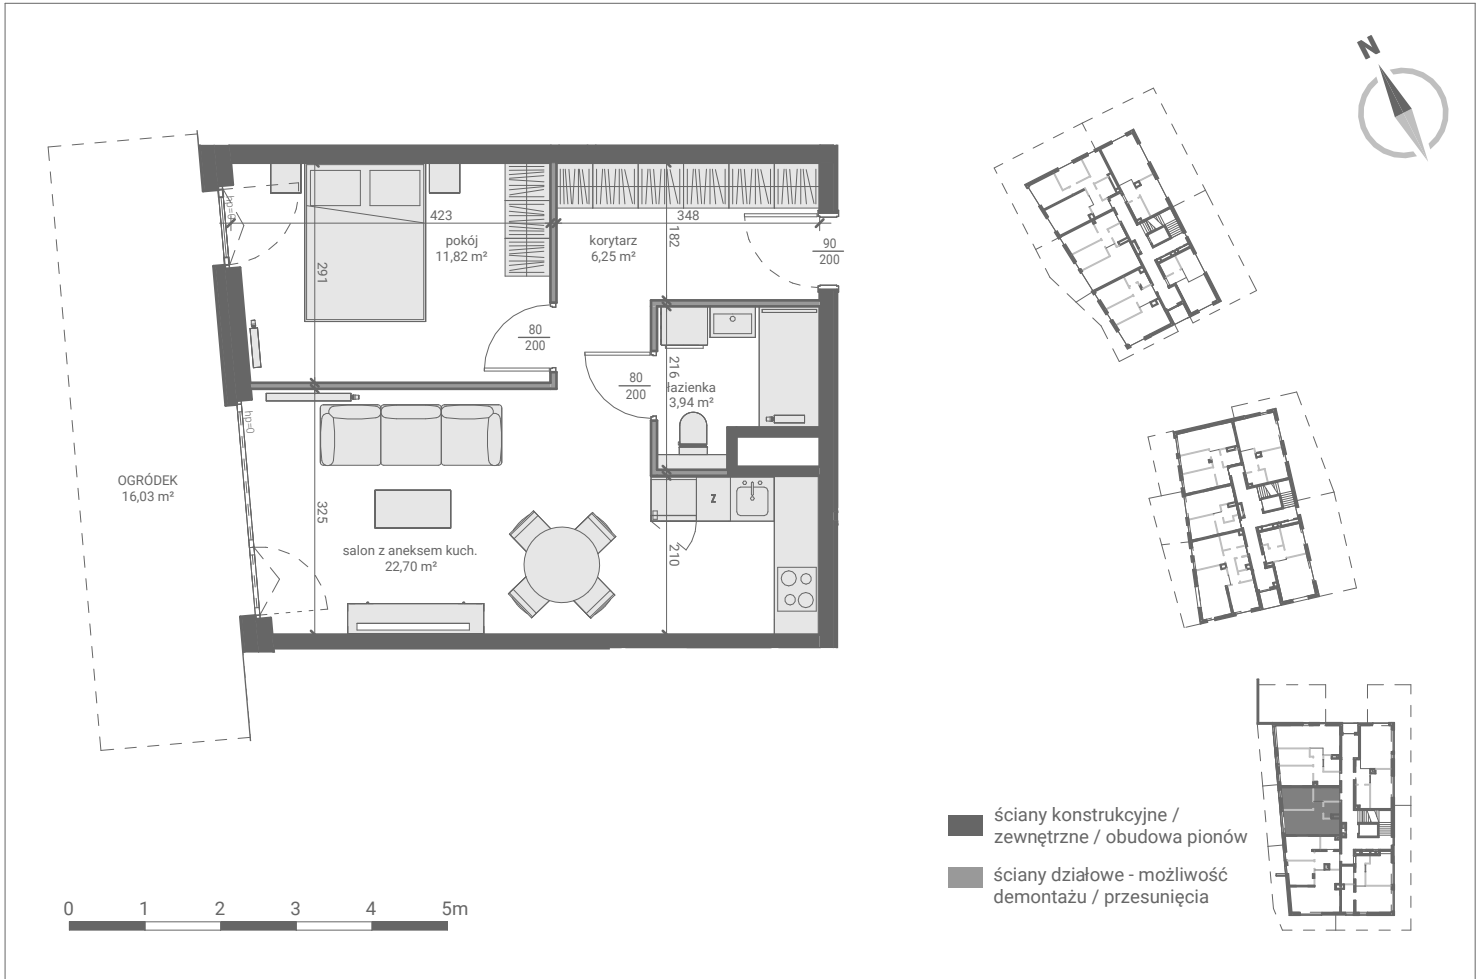 N
hp=0
423
348
pokój
11,82 m²
korytarz
6,25 m²
182
90
200
291
80
200
80
200
216
łazienka
3,94 m²
hp=0
OGRÓDEK
16,03 m²
325
Z
salon z aneksem kuch.
22,70 m²
210
ściany konstrukcyjne /
zewnętrzne / obudowa pionów
ściany działowe - możliwość
demontażu / przesunięcia
0 1 2 3 4 5m